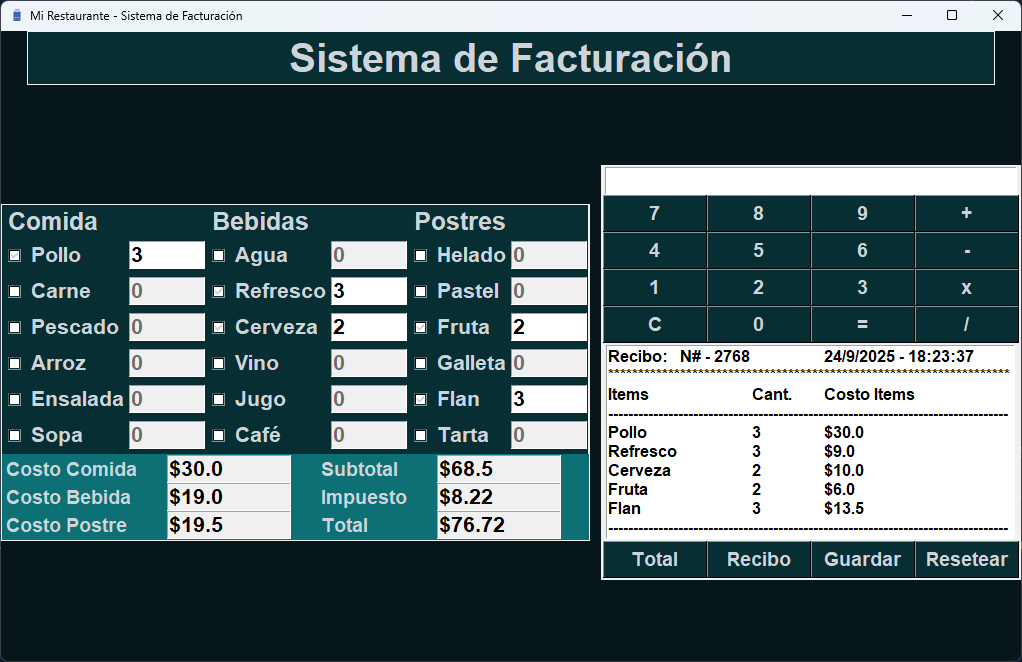 Mi Restaurante - Sistema de Facturación
Sistema de Facturación
Comida Bebidas Postres
Pollo 3 Agua 0 Helado 0
Carne 0 Refresco 3 Pastel 0
Pescado 0 Cerveza 2 Fruta 2
Arroz 0 Vino 0 Galleta 0
Ensalada 0 Jugo 0 Flan 3
Sopa 0 Café 0 Tarta 0
Costo Comida $30.0 Subtotal $68.5
Costo Bebida $19.0 Impuesto $8.22
Costo Postre $19.5 Total $76.72
7 8 9 +
4 5 6 -
1 2 3 x
C 0 = /
Recibo: N# - 2768 24/9/2025 - 18:23:37
Items Cant. Costo Items
Pollo 3 $30.0
Refresco 3 $9.0
Cerveza 2 $10.0
Fruta 2 $6.0
Flan 3 $13.5
Total Recibo Guardar Resetear